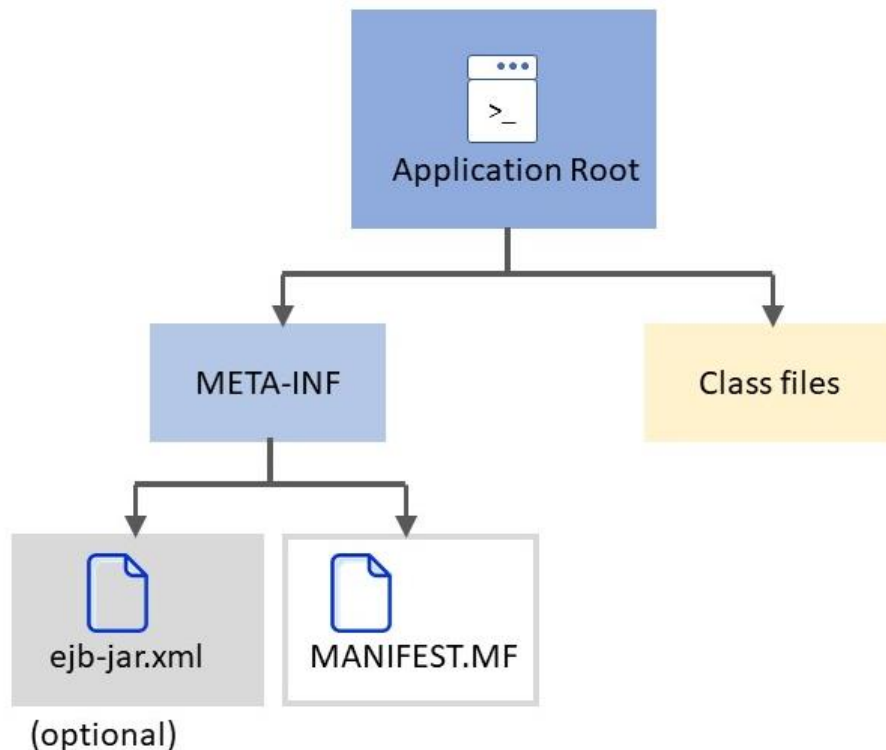 >_
Application Root
META-INF
Class files
ejb-jar.xml
MANIFEST.MF
(optional)